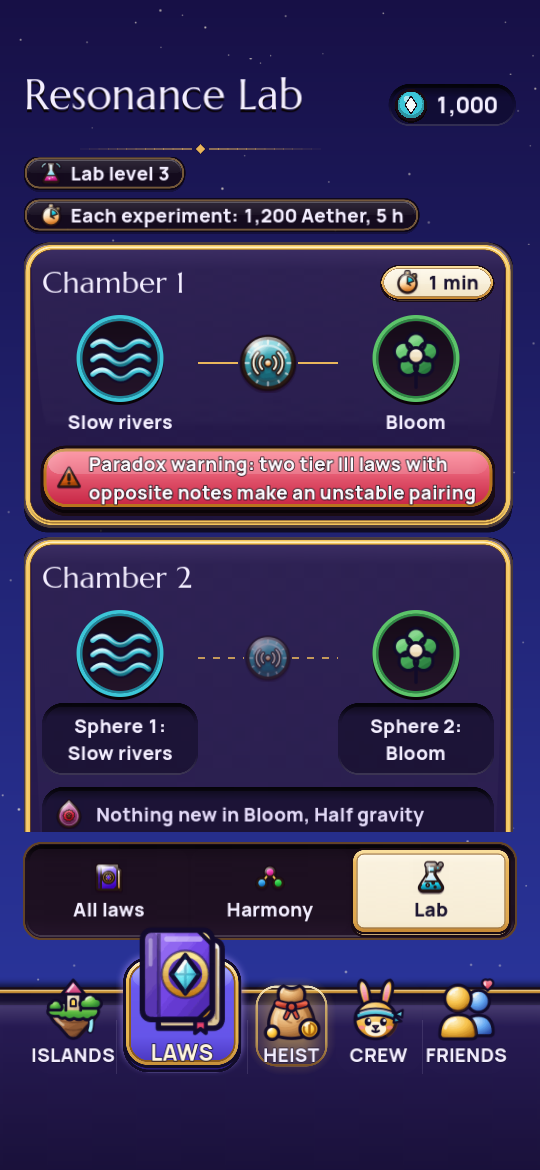 Resonance Lab
1,000
Lab level 3
Each experiment: 1,200 Aether, 5 h
Chamber 1
1 min
Slow rivers
Bloom
Paradox warning: two tier III laws with
opposite notes make an unstable pairing
Chamber 2
Sphere 1:
Slow rivers
Sphere 2:
Bloom
Nothing new in Bloom, Half gravity
All laws
Harmony
Lab
ISLANDS
LAWS
HEIST
CREW
FRIENDS